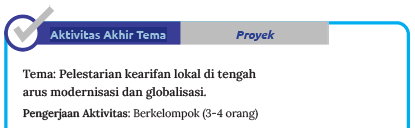 Aktivitas Akhir Tema Proyek
Tema: Pelestarian kearifan lokal di tengah
arus modernisasi dan globalisasi.
Pengerjaan Aktivitas: Berkelompok (3-4 orang)